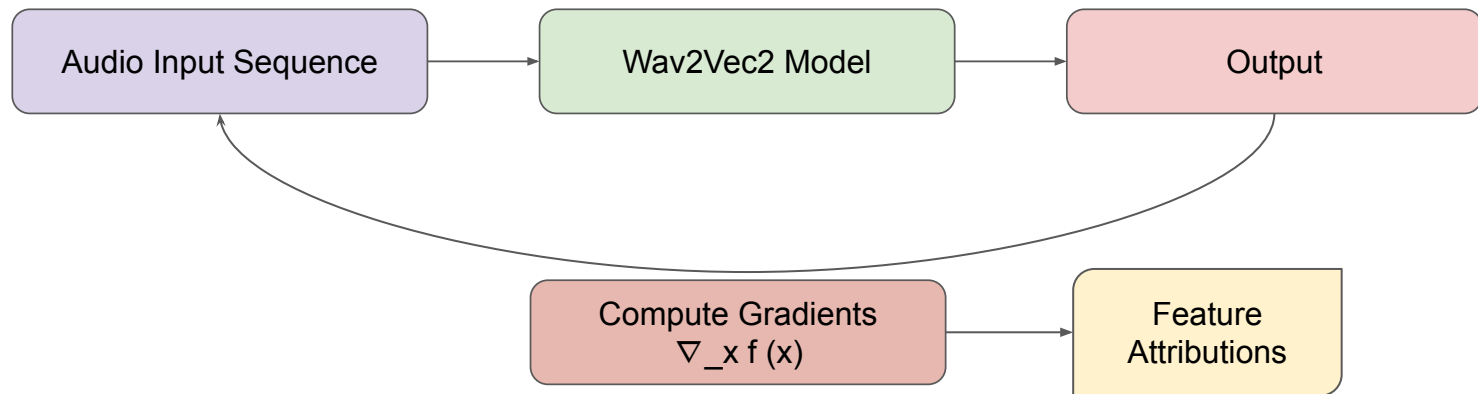 Audio Input Sequence
Wav2Vec2 Model
Output
Compute Gradients
∇_x f (x)
Feature
Attributions